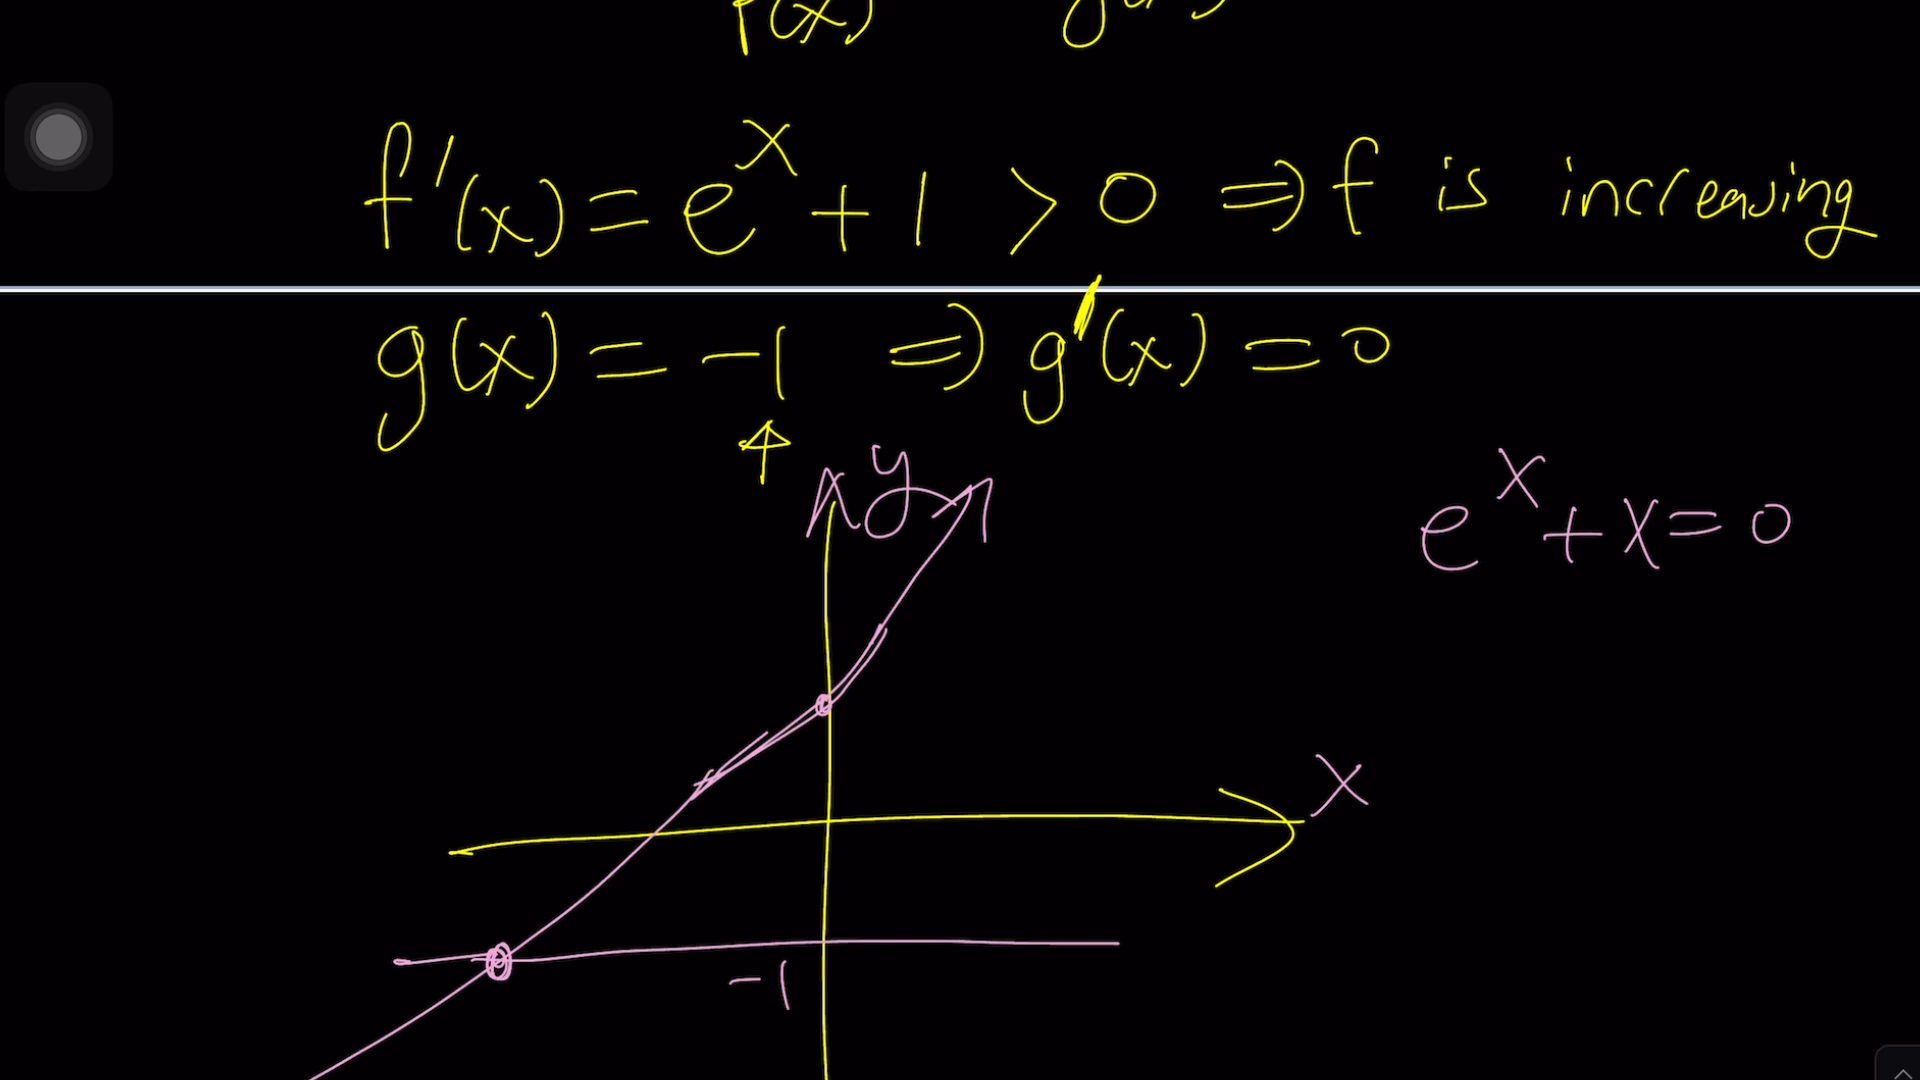 f(x) g(x)
f'(x) = e^x + 1 > 0 ⇒ f is increasing
g(x) = -1 ⇒ g'(x) = 0
y
e^x + x = 0
x
-1